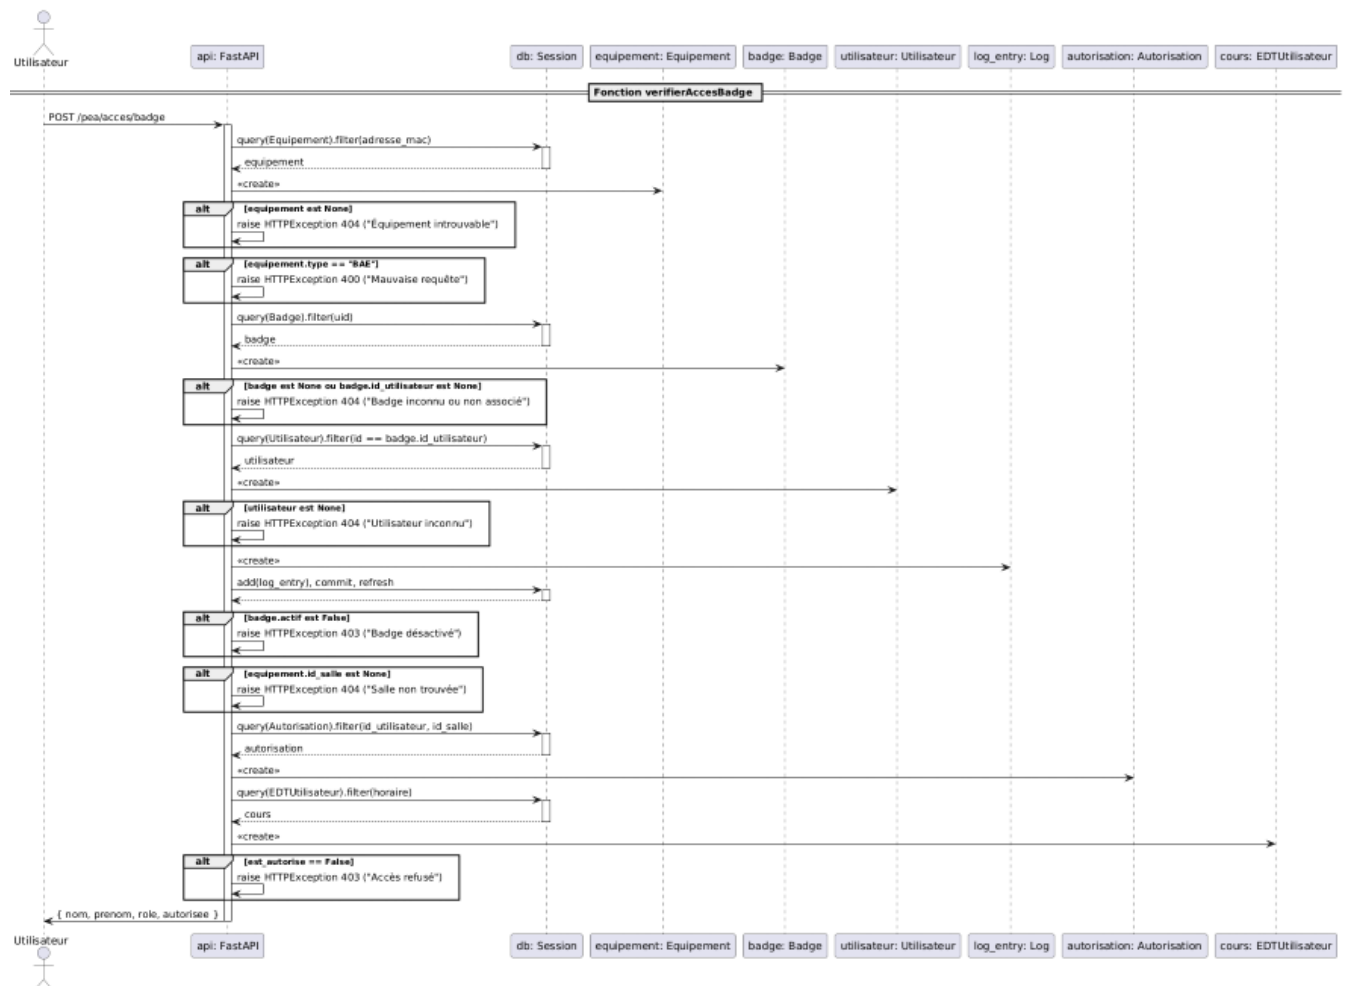 Utilisateur
api: FastAPI
db: Session
equipement: Equipement
badge: Badge
utilisateur: Utilisateur
log_entry: Log
autorisation: Autorisation
cours: EDTUtilisateur
Fonction verifierAccesBadge
POST /pea/acces/badge
query(Equipement).filter(adresse_mac)
equipement
«create»
alt [equipement est None]
raise HTTPException 404 ("Équipement introuvable")
alt [equipement.type == "BAE"]
raise HTTPException 400 ("Mauvaise requête")
query(Badge).filter(uid)
badge
«create»
alt [badge est None ou badge.id_utilisateur est None]
raise HTTPException 404 ("Badge inconnu ou non associé")
query(Utilisateur).filter(id == badge.id_utilisateur)
utilisateur
«create»
alt [utilisateur est None]
raise HTTPException 404 ("Utilisateur inconnu")
«create»
add(log_entry), commit, refresh
alt [badge.actif est False]
raise HTTPException 403 ("Badge désactivé")
alt [equipement.id_salle est None]
raise HTTPException 404 ("Salle non trouvée")
query(Autorisation).filter(id_utilisateur, id_salle)
autorisation
«create»
query(EDTUtilisateur).filter(horaire)
cours
«create»
alt [est_autorise == False]
raise HTTPException 403 ("Accès refusé")
{ nom, prenom, role, autorisee }
Utilisateur
api: FastAPI
db: Session
equipement: Equipement
badge: Badge
utilisateur: Utilisateur
log_entry: Log
autorisation: Autorisation
cours: EDTUtilisateur